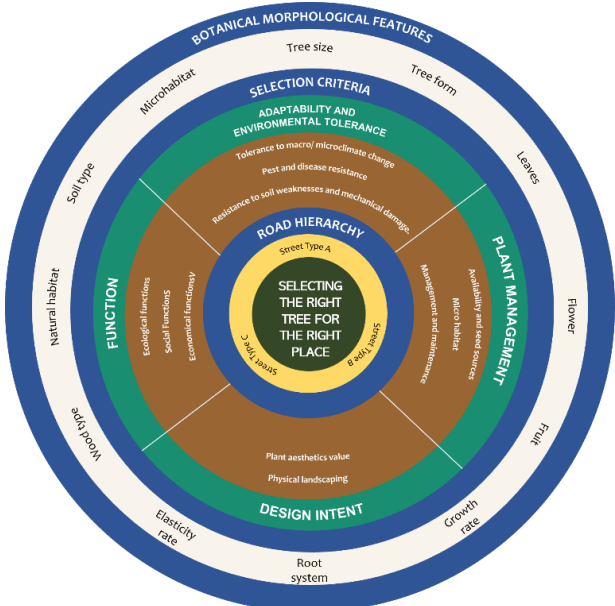 BOTANICAL MORPHOLOGICAL FEATURES
Tree size
Tree form
Leaves
Flower
Fruit
Growth
rate
Root
system
Elasticity
rate
Wood type
Natural habitat
Soil type
Microhabitat
SELECTION CRITERIA
ADAPTABILITY AND
ENVIRONMENTAL TOLERANCE
Tolerance to macro/ microclimate change
Pest and disease resistance
Resistance to soil weaknesses and mechanical damage.
PLANT MANAGEMENT
Availability and seed sources
Micro habitat
Management and maintenance
DESIGN INTENT
Plant aesthetics value
Physical landscaping
FUNCTION
Ecological functions
Social FunctionS
Economical functionsV
ROAD HIERARCHY
Street Type A
Street Type B
Street Type C
SELECTING
THE RIGHT
TREE FOR
THE RIGHT
PLACE